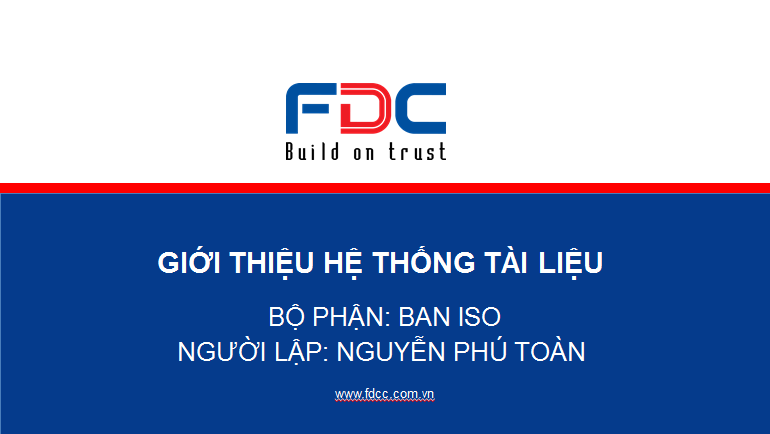 FDC
Build on trust
GIỚI THIỆU HỆ THỐNG TÀI LIỆU
BỘ PHẬN: BAN ISO
NGƯỜI LẬP: NGUYỄN PHÚ TOÀN
www.fdcc.com.vn